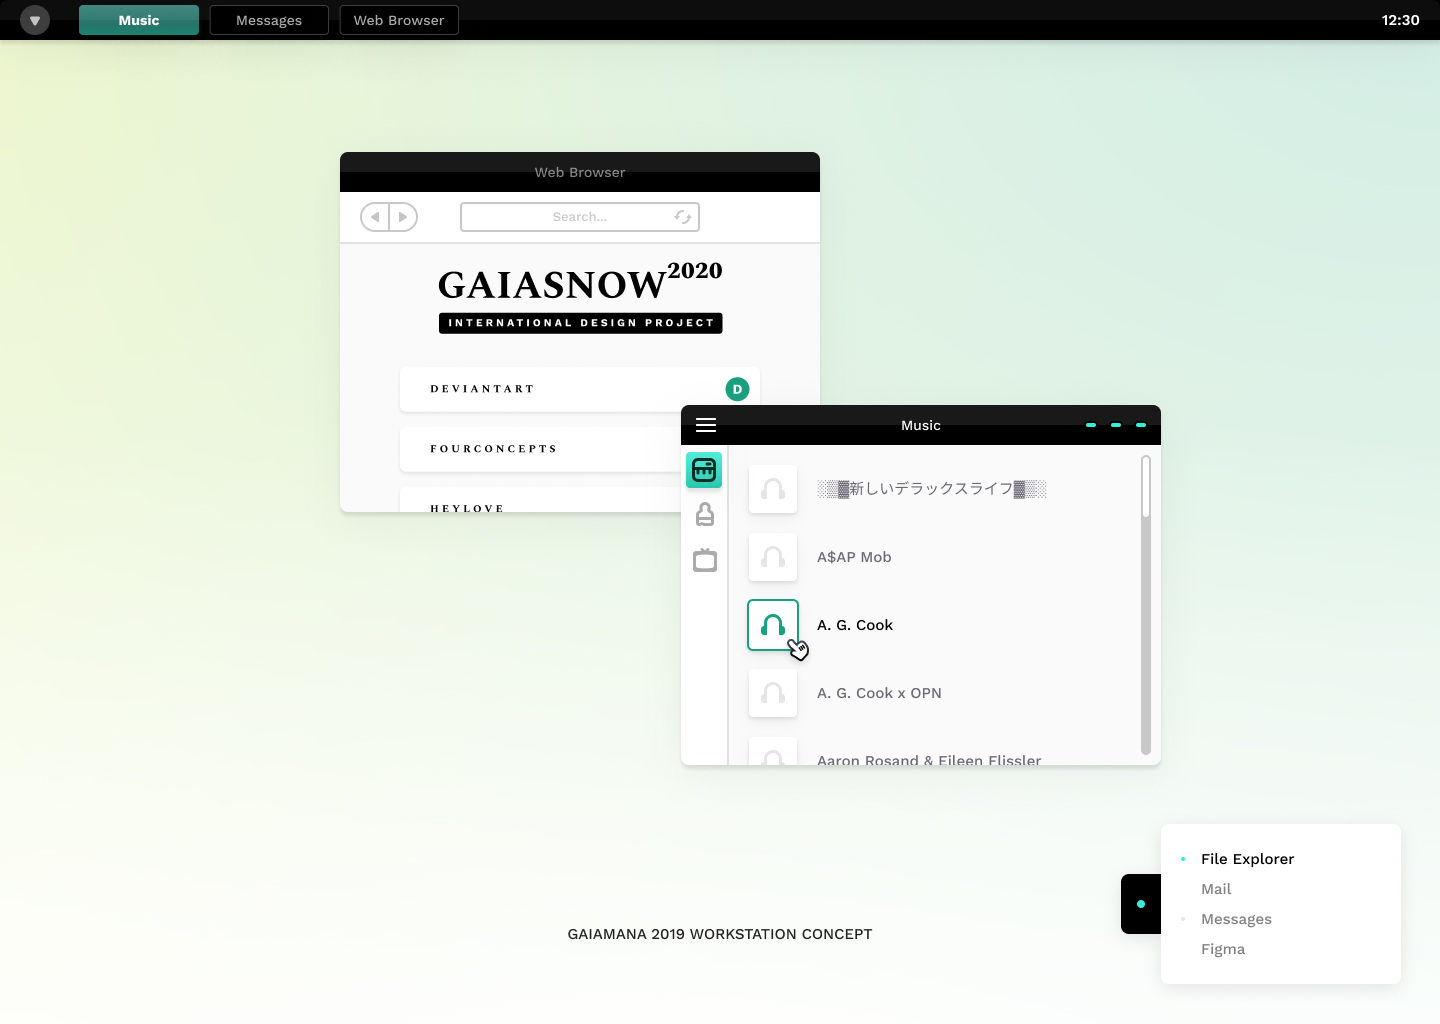 Music
Messages
Web Browser
12:30
Web Browser
Search...
GAIASNOW2020
INTERNATIONAL DESIGN PROJECT
DEVIANTART
D
FOURCONCEPTS
HEYLOVE
Music
░▒▓新しいデラックスライフ▓▒░
A$AP Mob
A. G. Cook
A. G. Cook x OPN
Aaron Rosand & Eileen Flissler
File Explorer
Mail
Messages
Figma
GAIAMANA 2019 WORKSTATION CONCEPT